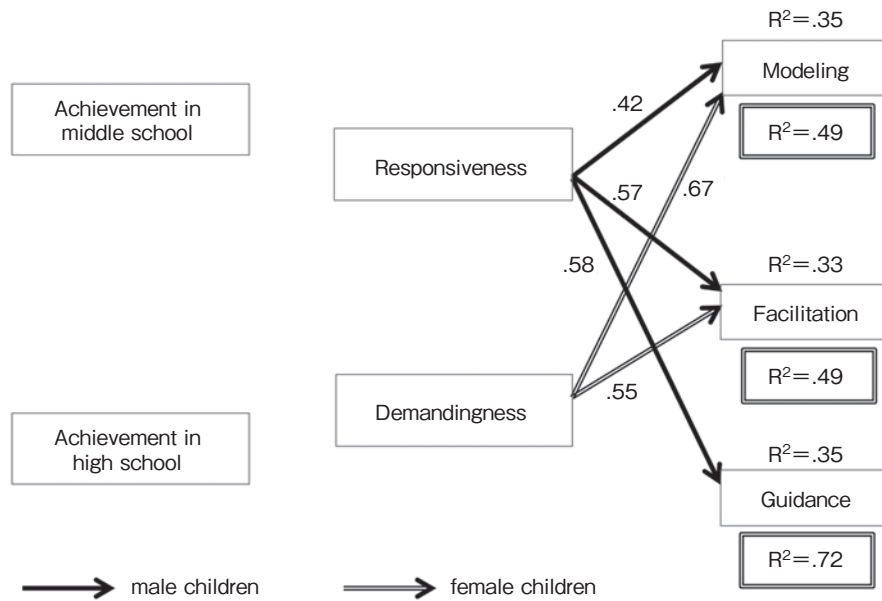 R²=.35
Modeling
R²=.49
Achievement in
middle school
Responsiveness
.42
.57
.67
.58
R²=.33
Facilitation
R²=.49
Demandingness
.55
Achievement in
high school
R²=.35
Guidance
R²=.72
male children
female children